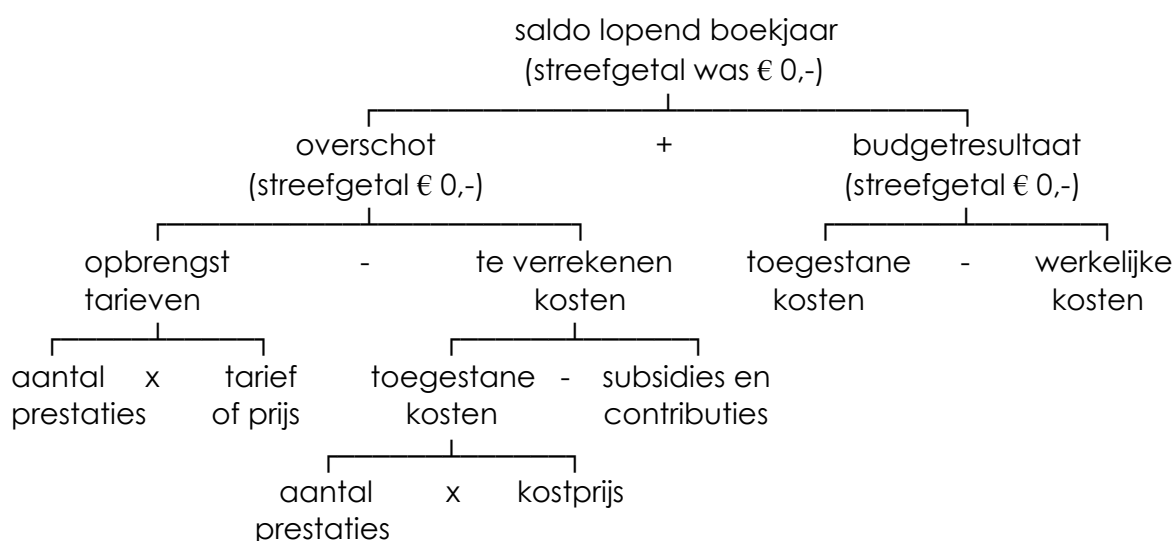 saldo lopend boekjaar
(streefgetal was € 0,-)
overschot + budgetresultaat
(streefgetal € 0,-) (streefgetal € 0,-)
opbrengst - te verrekenen toegestane - werkelijke
tarieven kosten kosten kosten
aantal x tarief toegestane - subsidies en
prestaties of prijs kosten contributies
aantal x kostprijs
prestaties